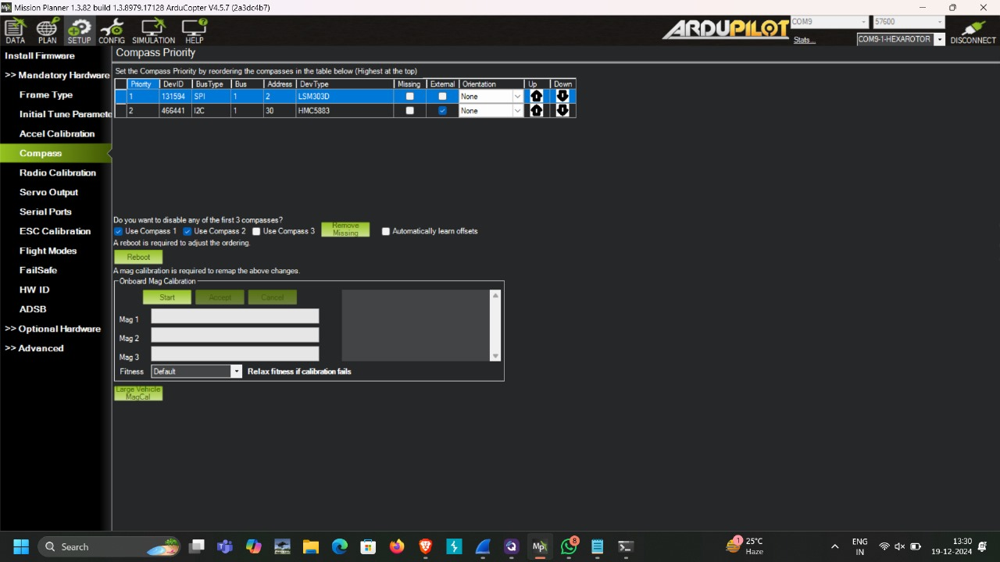 Mission Planner 1.3.82 build 1.3.8979.17128 ArduCopter V4.5.7 (2a3dc4b7)
DATA PLAN SETUP CONFIG SIMULATION HELP
ARDUPILOT
COM9 57600
Stats... COM9-1-HEXAROTOR DISCONNECT
Install Firmware
>> Mandatory Hardware
Frame Type
Initial Tune Paramete
Accel Calibration
Compass
Radio Calibration
Servo Output
Serial Ports
ESC Calibration
Flight Modes
FailSafe
HW ID
ADSB
>> Optional Hardware
>> Advanced
Compass Priority
Set the Compass Priority by reordering the compasses in the table below (Highest at the top)
Priority DevID BusType Bus Address DevType Missing External Orientation Up Down
1 131594 SPI 1 2 LSM303D None
2 466441 I2C 1 30 HMC5883 None
Do you want to disable any of the first 3 compasses?
Use Compass 1 Use Compass 2 Use Compass 3 Remove Missing Automatically learn offsets
A reboot is required to adjust the ordering.
Reboot
A mag calibration is required to remap the above changes.
Onboard Mag Calibration
Start Accept Cancel
Mag 1
Mag 2
Mag 3
Fitness Default Relax fitness if calibration fails
Large Vehicle
MagCal
Search
Mp
8
1
25°C
Haze
ENG
IN
13:30
19-12-2024